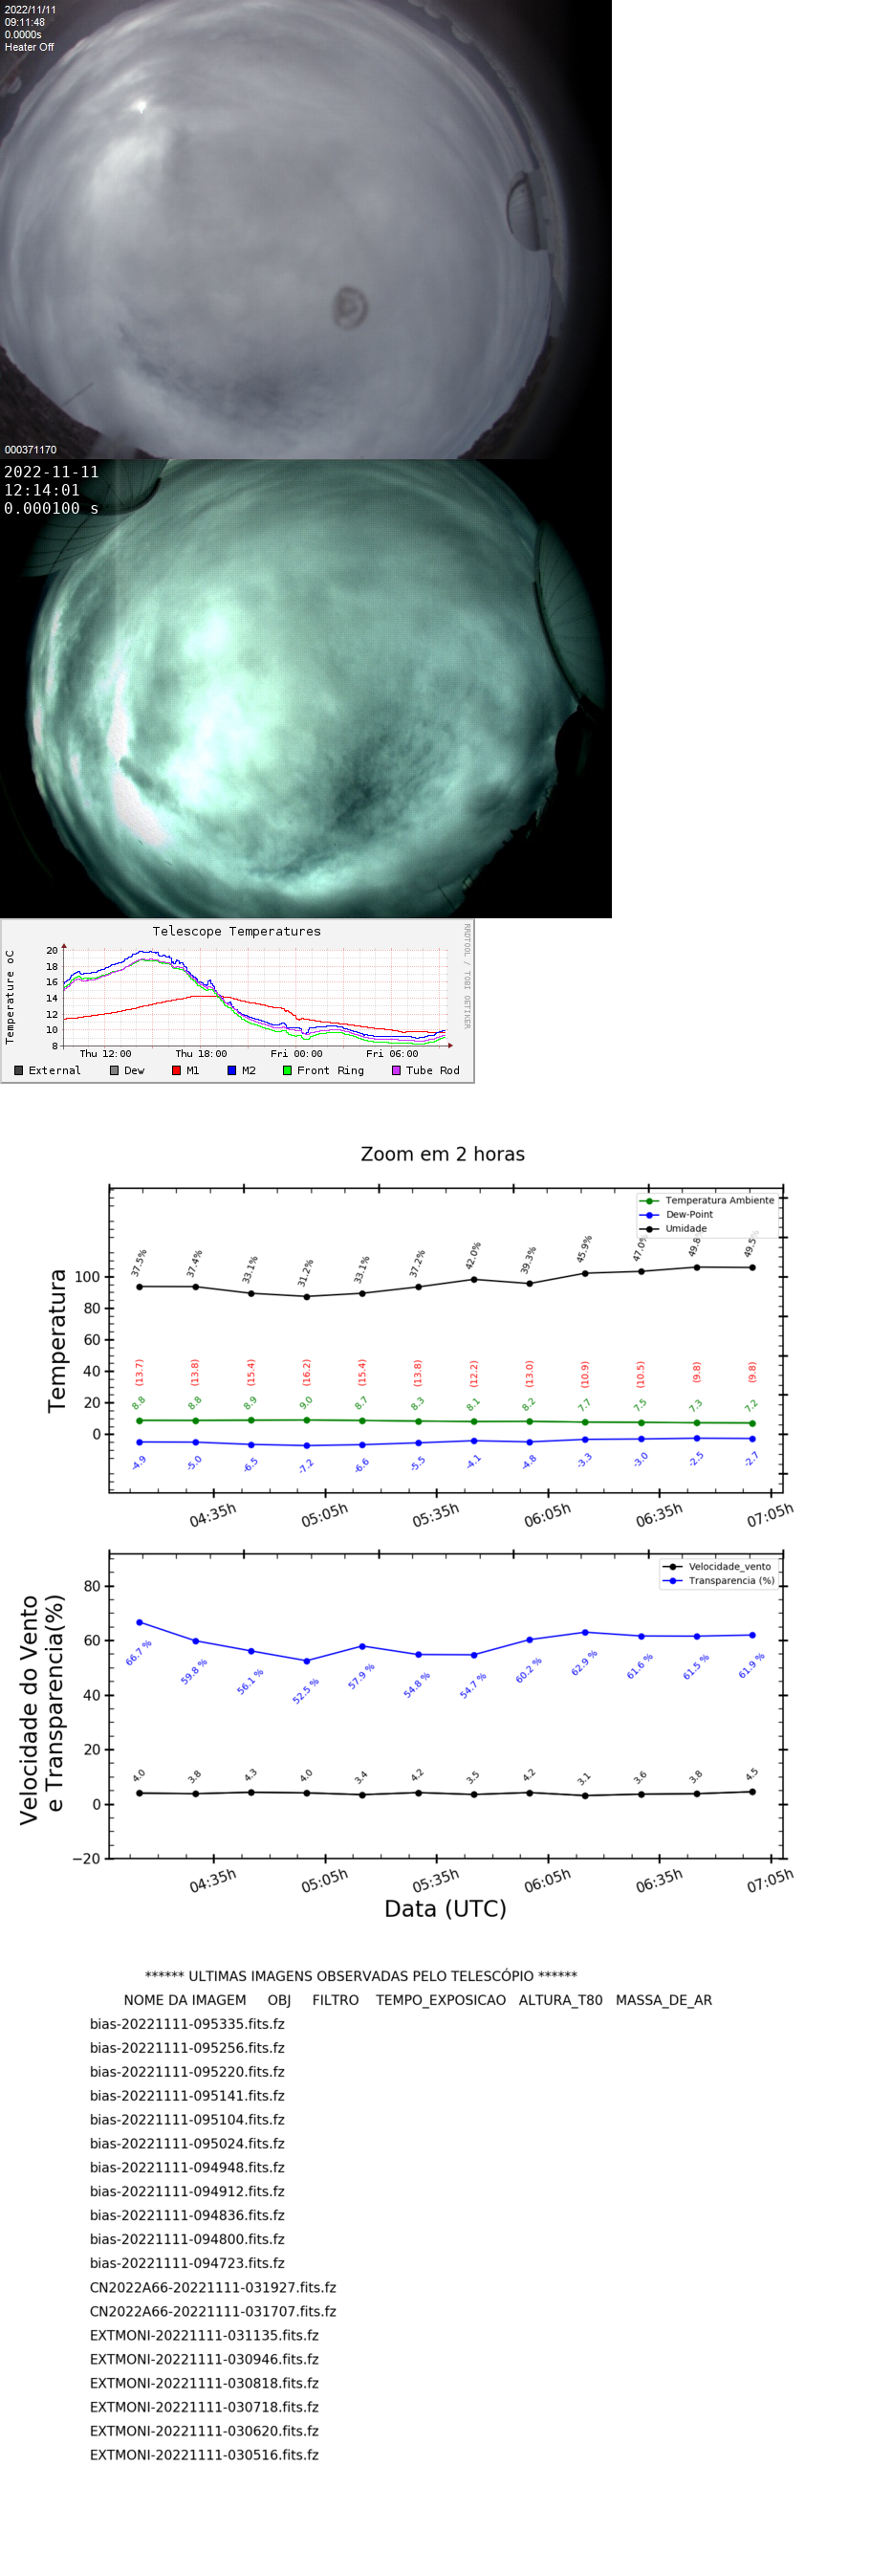 2022/11/11
09:11:48
0.0000s
Heater Off
000371170
2022-11-11
12:14:01
0.000100 s
Telescope Temperatures
RRDTOOL / TOBI OETIKER
Temperature oC
20
18
16
14
12
10
8
Thu 12:00 Thu 18:00 Fri 00:00 Fri 06:00
External Dew M1 M2 Front Ring Tube Rod
Zoom em 2 horas
Temperatura Ambiente
Dew-Point
Umidade
Temperatura
100
80
60
40
20
0
37.5% 37.4% 33.1% 31.2% 33.1% 37.2% 42.0% 39.3% 45.9% 47.0% 49.8% 49.5%
(13.7) (13.8) (15.4) (16.2) (15.4) (13.8) (12.2) (13.0) (10.9) (10.5) (9.8) (9.8)
8.8 8.8 8.9 9.0 8.7 8.3 8.1 8.2 7.7 7.5 7.3 7.2
-4.9 -5.0 -6.5 -7.2 -6.6 -5.5 -4.1 -4.8 -3.3 -3.0 -2.5 -2.7
04:35h 05:05h 05:35h 06:05h 06:35h 07:05h
Velocidade_vento
Transparencia (%)
Velocidade do Vento
e Transparencia(%)
80
60
40
20
0
−20
66.7 % 59.8 % 56.1 % 52.5 % 57.9 % 54.8 % 54.7 % 60.2 % 62.9 % 61.6 % 61.5 % 61.9 %
4.0 3.8 4.3 4.0 3.4 4.2 3.5 4.2 3.1 3.6 3.8 4.5
04:35h 05:05h 05:35h 06:05h 06:35h 07:05h
Data (UTC)
****** ULTIMAS IMAGENS OBSERVADAS PELO TELESCÓPIO ******
NOME DA IMAGEM OBJ FILTRO TEMPO_EXPOSICAO ALTURA_T80 MASSA_DE_AR
bias-20221111-095335.fits.fz
bias-20221111-095256.fits.fz
bias-20221111-095220.fits.fz
bias-20221111-095141.fits.fz
bias-20221111-095104.fits.fz
bias-20221111-095024.fits.fz
bias-20221111-094948.fits.fz
bias-20221111-094912.fits.fz
bias-20221111-094836.fits.fz
bias-20221111-094800.fits.fz
bias-20221111-094723.fits.fz
CN2022A66-20221111-031927.fits.fz
CN2022A66-20221111-031707.fits.fz
EXTMONI-20221111-031135.fits.fz
EXTMONI-20221111-030946.fits.fz
EXTMONI-20221111-030818.fits.fz
EXTMONI-20221111-030718.fits.fz
EXTMONI-20221111-030620.fits.fz
EXTMONI-20221111-030516.fits.fz